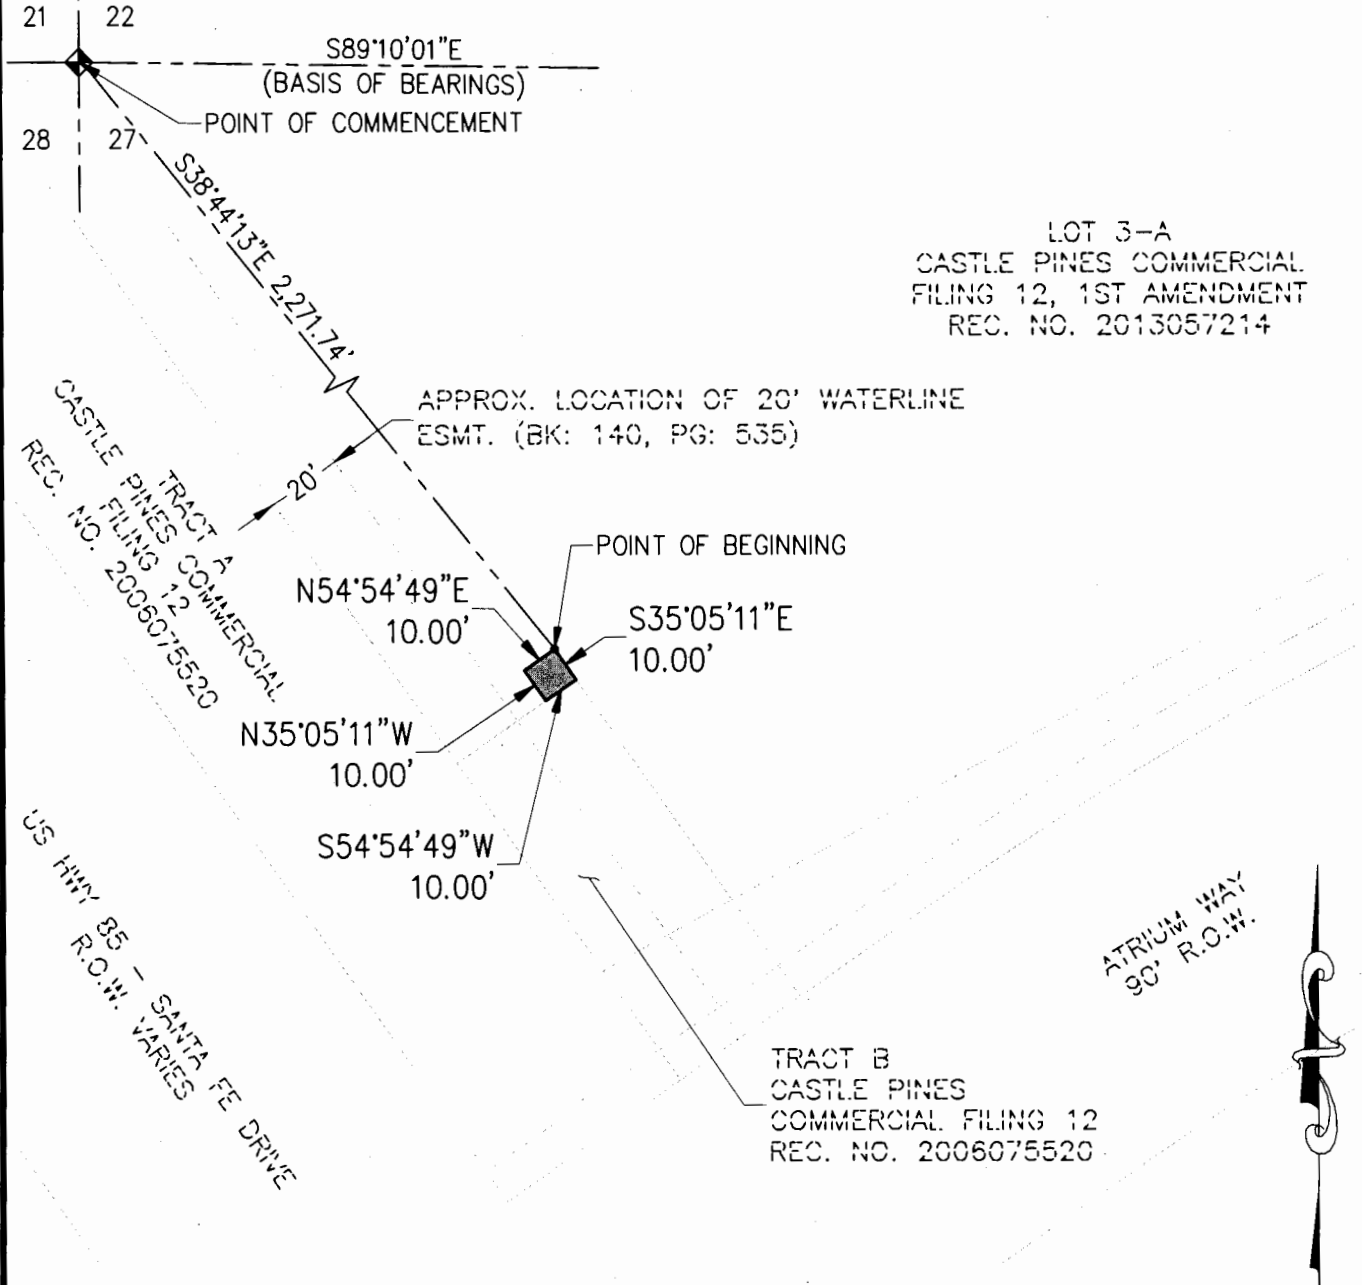 21 22
S89°10'01"E
(BASIS OF BEARINGS)
POINT OF COMMENCEMENT
28 27
S38°44'13"E 2,271.74'
LOT 3-A
CASTLE PINES COMMERCIAL
FILING 12, 1ST AMENDMENT
REC. NO. 2013057214
APPROX. LOCATION OF 20' WATERLINE
ESMT. (BK: 140, PG: 535)
20'
TRACT A
CASTLE PINES COMMERCIAL
FILING 12
REC. NO. 2006075520
POINT OF BEGINNING
N54°54'49"E
10.00'
S35°05'11"E
10.00'
N35°05'11"W
10.00'
S54°54'49"W
10.00'
US HWY 85 - SANTA FE DRIVE
R.O.W. VARIES
ATRIUM WAY
90' R.O.W.
TRACT B
CASTLE PINES
COMMERCIAL FILING 12
REC. NO. 2006075520